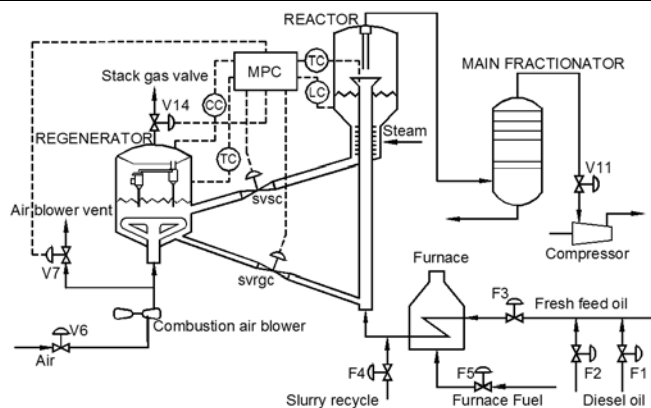 REACTOR
TC
MPC
MAIN FRACTIONATOR
Stack gas valve
CC
LC
V14
REGENERATOR
Steam
TC
V11
svsc
Air blower vent
Compressor
Furnace
V7
svrgc
F3
Fresh feed oil
Combustion air blower
V6
Air
F4
F5
F2
F1
Slurry recycle
Furnace Fuel
Diesel oil